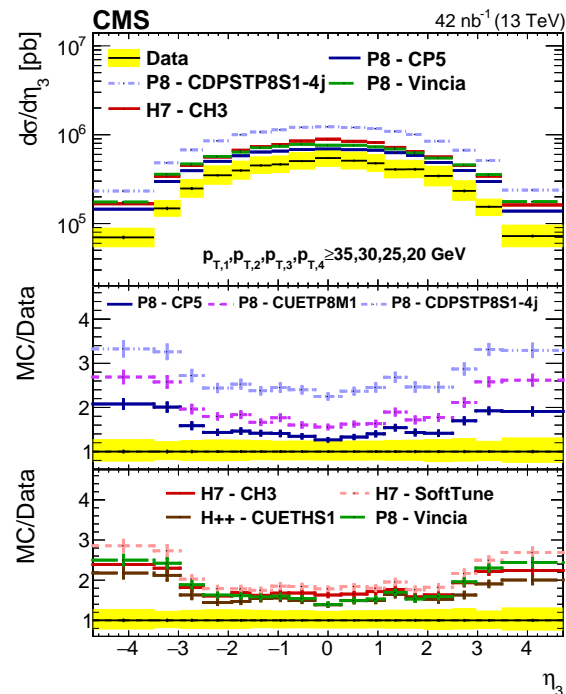 CMS 42 nb⁻¹ (13 TeV)
dσ/dη₃ [pb]
10⁷
10⁶
10⁵
Data
P8 - CP5
P8 - CDPSTP8S1-4j
P8 - Vincia
H7 - CH3
p_T,1,p_T,2,p_T,3,p_T,4≥35,30,25,20 GeV
MC/Data
P8 - CP5 P8 - CUETP8M1 P8 - CDPSTP8S1-4j
4
3
2
1
MC/Data
H7 - CH3 H7 - SoftTune
H++ - CUETHS1 P8 - Vincia
4
3
2
1
−4 −3 −2 −1 0 1 2 3 4
η₃